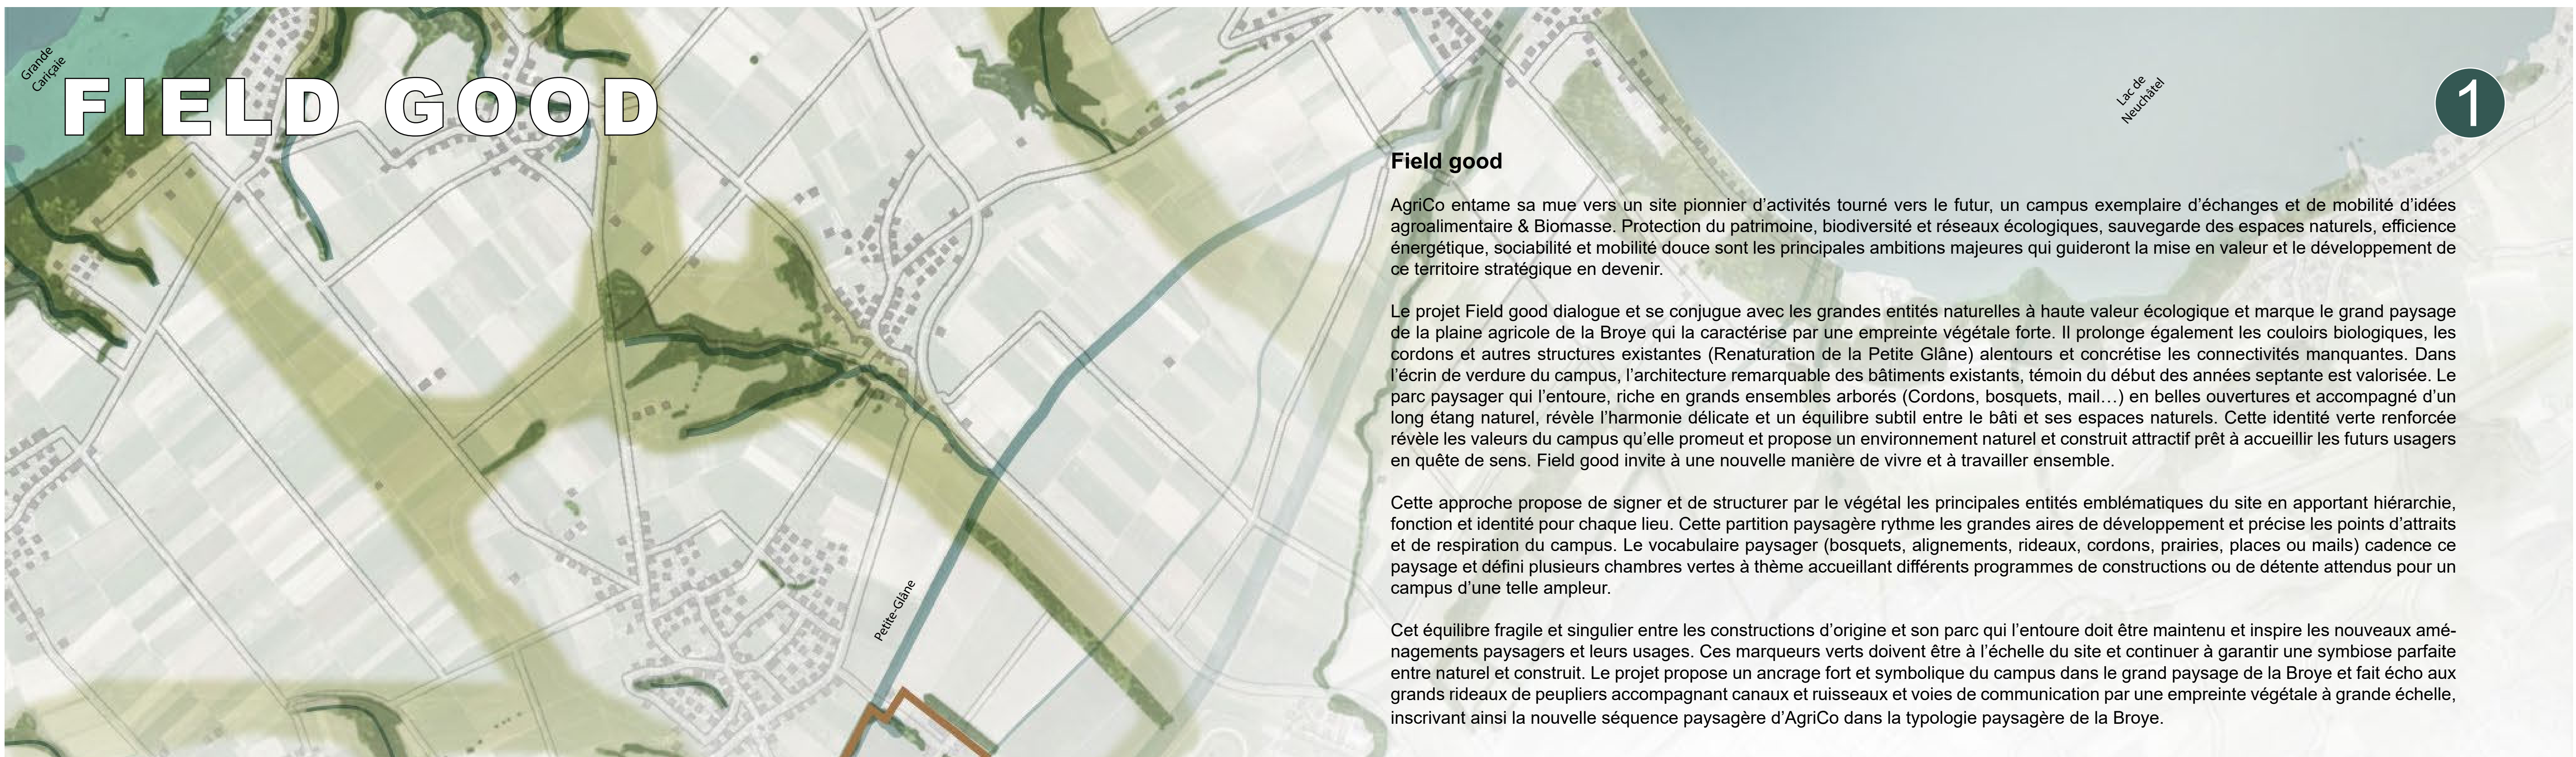 Grande
Cariçaie
FIELD GOOD
Lac de
Neuchâtel
1
Petite-Glâne
Field good
AgriCo entame sa mue vers un site pionnier d’activités tourné vers le futur, un campus exemplaire d’échanges et de mobilité d’idées
agroalimentaire & Biomasse. Protection du patrimoine, biodiversité et réseaux écologiques, sauvegarde des espaces naturels, efficience
énergétique, sociabilité et mobilité douce sont les principales ambitions majeures qui guideront la mise en valeur et le développement de
ce territoire stratégique en devenir.
Le projet Field good dialogue et se conjugue avec les grandes entités naturelles à haute valeur écologique et marque le grand paysage
de la plaine agricole de la Broye qui la caractérise par une empreinte végétale forte. Il prolonge également les couloirs biologiques, les
cordons et autres structures existantes (Renaturation de la Petite Glâne) alentours et concrétise les connectivités manquantes. Dans
l’écrin de verdure du campus, l’architecture remarquable des bâtiments existants, témoin du début des années septante est valorisée. Le
parc paysager qui l’entoure, riche en grands ensembles arborés (Cordons, bosquets, mail…) en belles ouvertures et accompagné d’un
long étang naturel, révèle l’harmonie délicate et un équilibre subtil entre le bâti et ses espaces naturels. Cette identité verte renforcée
révèle les valeurs du campus qu’elle promeut et propose un environnement naturel et construit attractif prêt à accueillir les futurs usagers
en quête de sens. Field good invite à une nouvelle manière de vivre et à travailler ensemble.
Cette approche propose de signer et de structurer par le végétal les principales entités emblématiques du site en apportant hiérarchie,
fonction et identité pour chaque lieu. Cette partition paysagère rythme les grandes aires de développement et précise les points d’attraits
et de respiration du campus. Le vocabulaire paysager (bosquets, alignements, rideaux, cordons, prairies, places ou mails) cadence ce
paysage et défini plusieurs chambres vertes à thème accueillant différents programmes de constructions ou de détente attendus pour un
campus d’une telle ampleur.
Cet équilibre fragile et singulier entre les constructions d’origine et son parc qui l’entoure doit être maintenu et inspire les nouveaux amé-
nagements paysagers et leurs usages. Ces marqueurs verts doivent être à l’échelle du site et continuer à garantir une symbiose parfaite
entre naturel et construit. Le projet propose un ancrage fort et symbolique du campus dans le grand paysage de la Broye et fait écho aux
grands rideaux de peupliers accompagnant canaux et ruisseaux et voies de communication par une empreinte végétale à grande échelle,
inscrivant ainsi la nouvelle séquence paysagère d’AgriCo dans la typologie paysagère de la Broye.